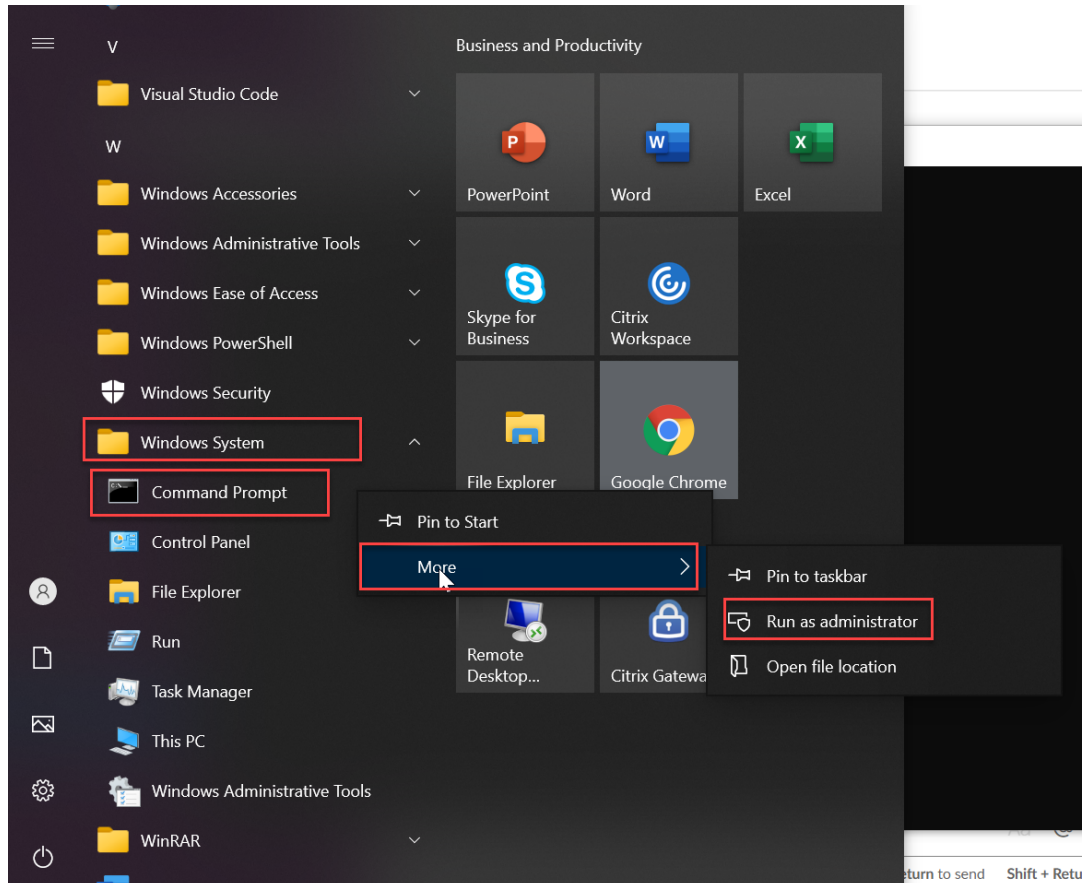 V
Visual Studio Code
W
Windows Accessories
Windows Administrative Tools
Windows Ease of Access
Windows PowerShell
Windows Security
Windows System
Command Prompt
Control Panel
File Explorer
Run
Task Manager
This PC
Windows Administrative Tools
WinRAR
Business and Productivity
PowerPoint
Word
Excel
Skype for
Business
Citrix
Workspace
File Explorer
Google Chrome
Remote
Desktop...
Citrix Gatewa
Pin to Start
More
Pin to taskbar
Run as administrator
Open file location
Aa @
eturn to send Shift + Retu